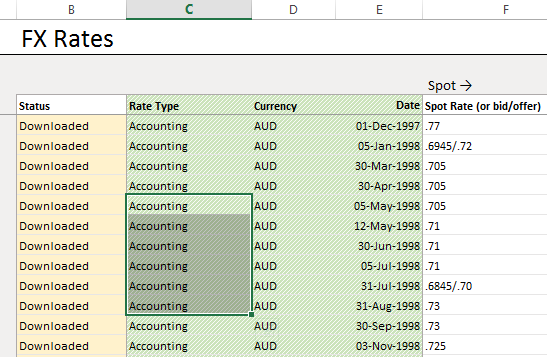 B C D E F
FX Rates
Spot →
Status Rate Type Currency Date Spot Rate (or bid/offer)
Downloaded Accounting AUD 01-Dec-1997 .77
Downloaded Accounting AUD 05-Jan-1998 .6945/.72
Downloaded Accounting AUD 30-Mar-1998 .705
Downloaded Accounting AUD 30-Apr-1998 .705
Downloaded Accounting AUD 05-May-1998 .705
Downloaded Accounting AUD 12-May-1998 .71
Downloaded Accounting AUD 30-Jun-1998 .71
Downloaded Accounting AUD 05-Jul-1998 .71
Downloaded Accounting AUD 31-Jul-1998 .6845/.70
Downloaded Accounting AUD 31-Aug-1998 .73
Downloaded Accounting AUD 30-Sep-1998 .73
Downloaded Accounting AUD 03-Nov-1998 .725